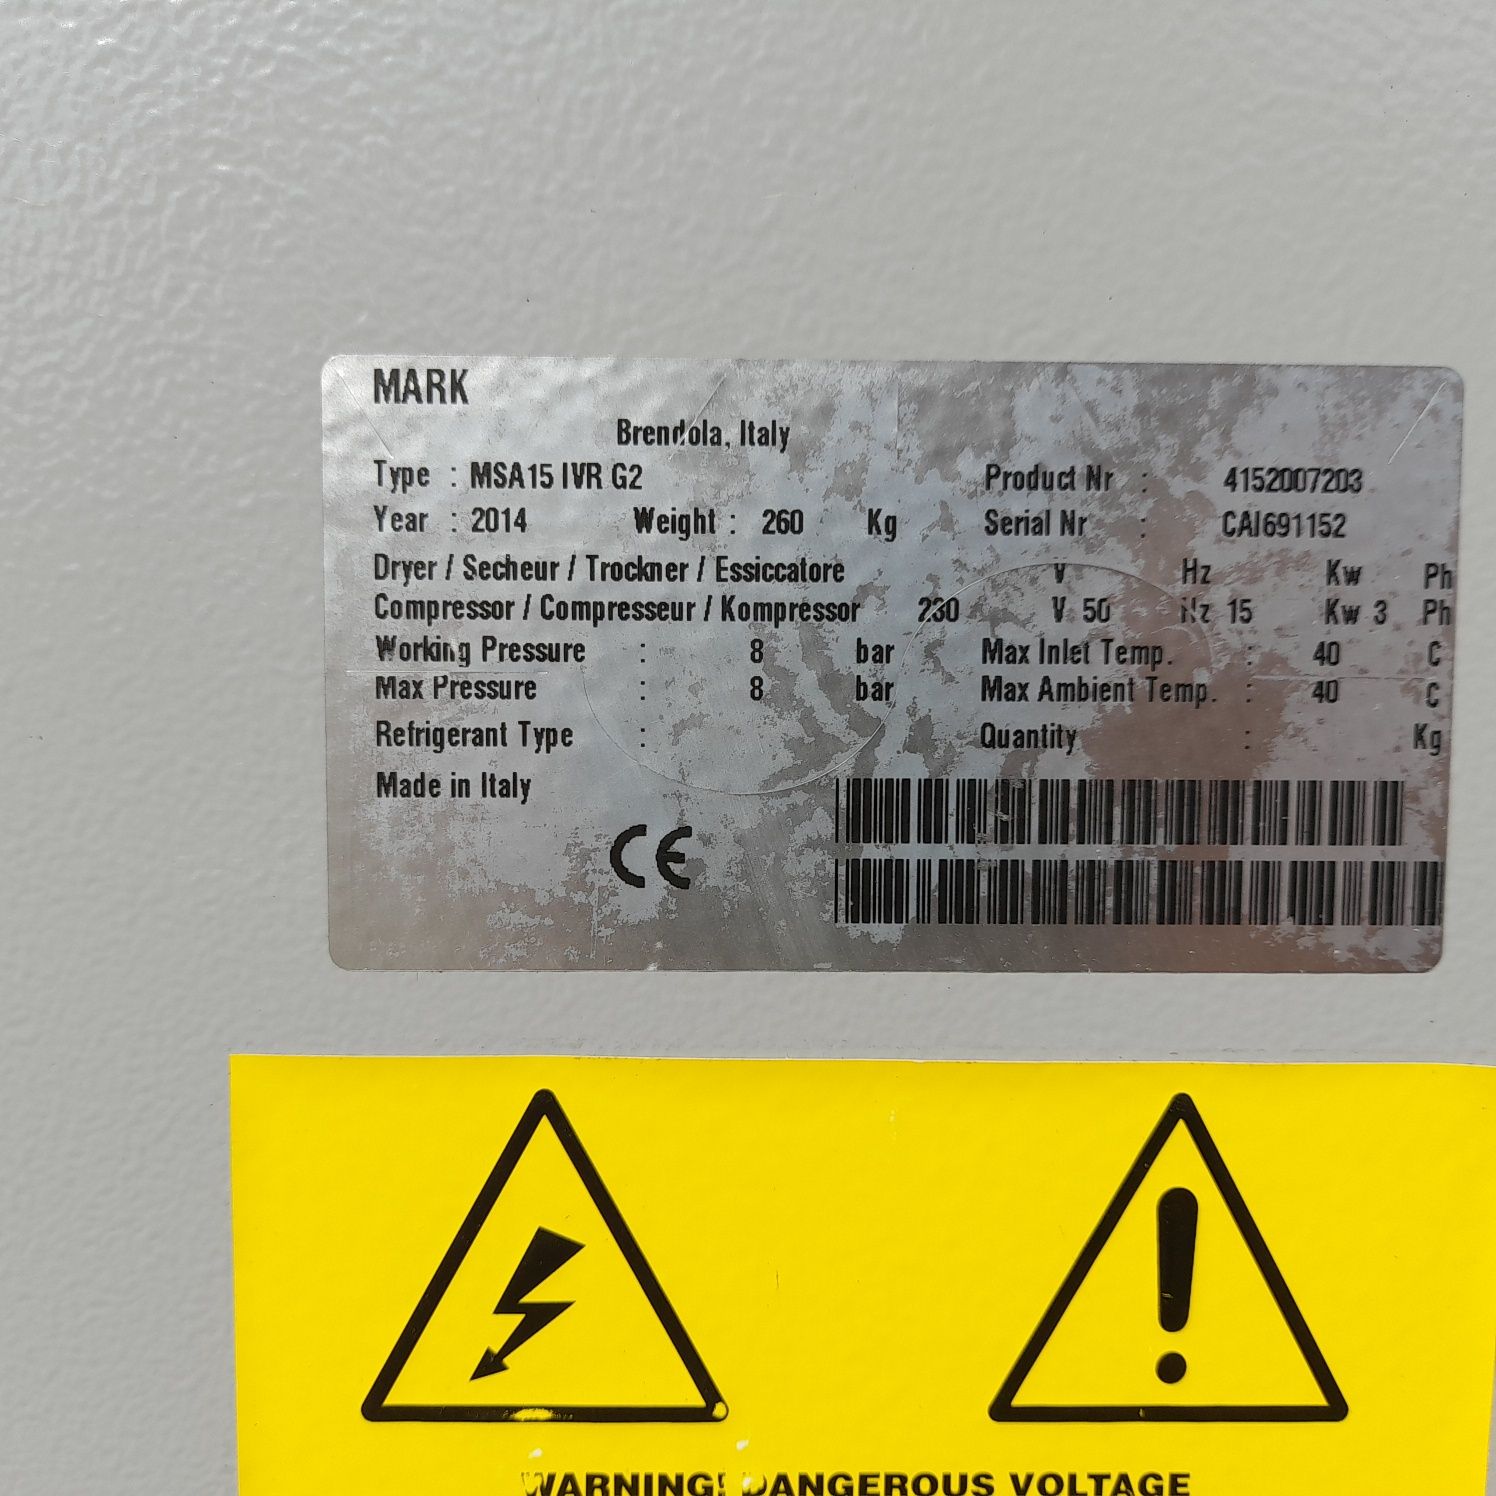 MARK
Brendola, Italy
Type : MSA15 IVR G2 Product Nr : 4152007203
Year : 2014 Weight : 260 Kg Serial Nr : CAI691152
Dryer / Secheur / Trockner / Essiccatore V Hz Kw Ph
Compressor / Compresseur / Kompressor 230 V 50 Hz 15 Kw 3 Ph
Working Pressure : 8 bar Max Inlet Temp. : 40 C
Max Pressure : 8 bar Max Ambient Temp. : 40 C
Refrigerant Type : Quantity : Kg
Made in Italy
CE
WARNING! DANGEROUS VOLTAGE